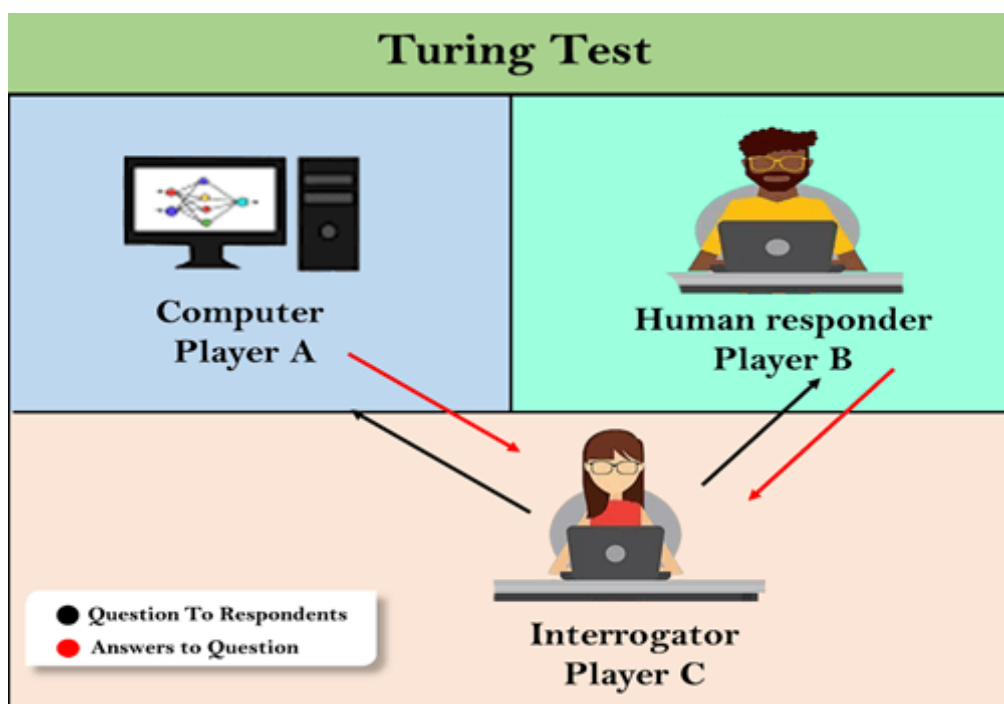 Turing Test
Computer
Player A
Human responder
Player B
Question To Respondents
Answers to Question
Interrogator
Player C